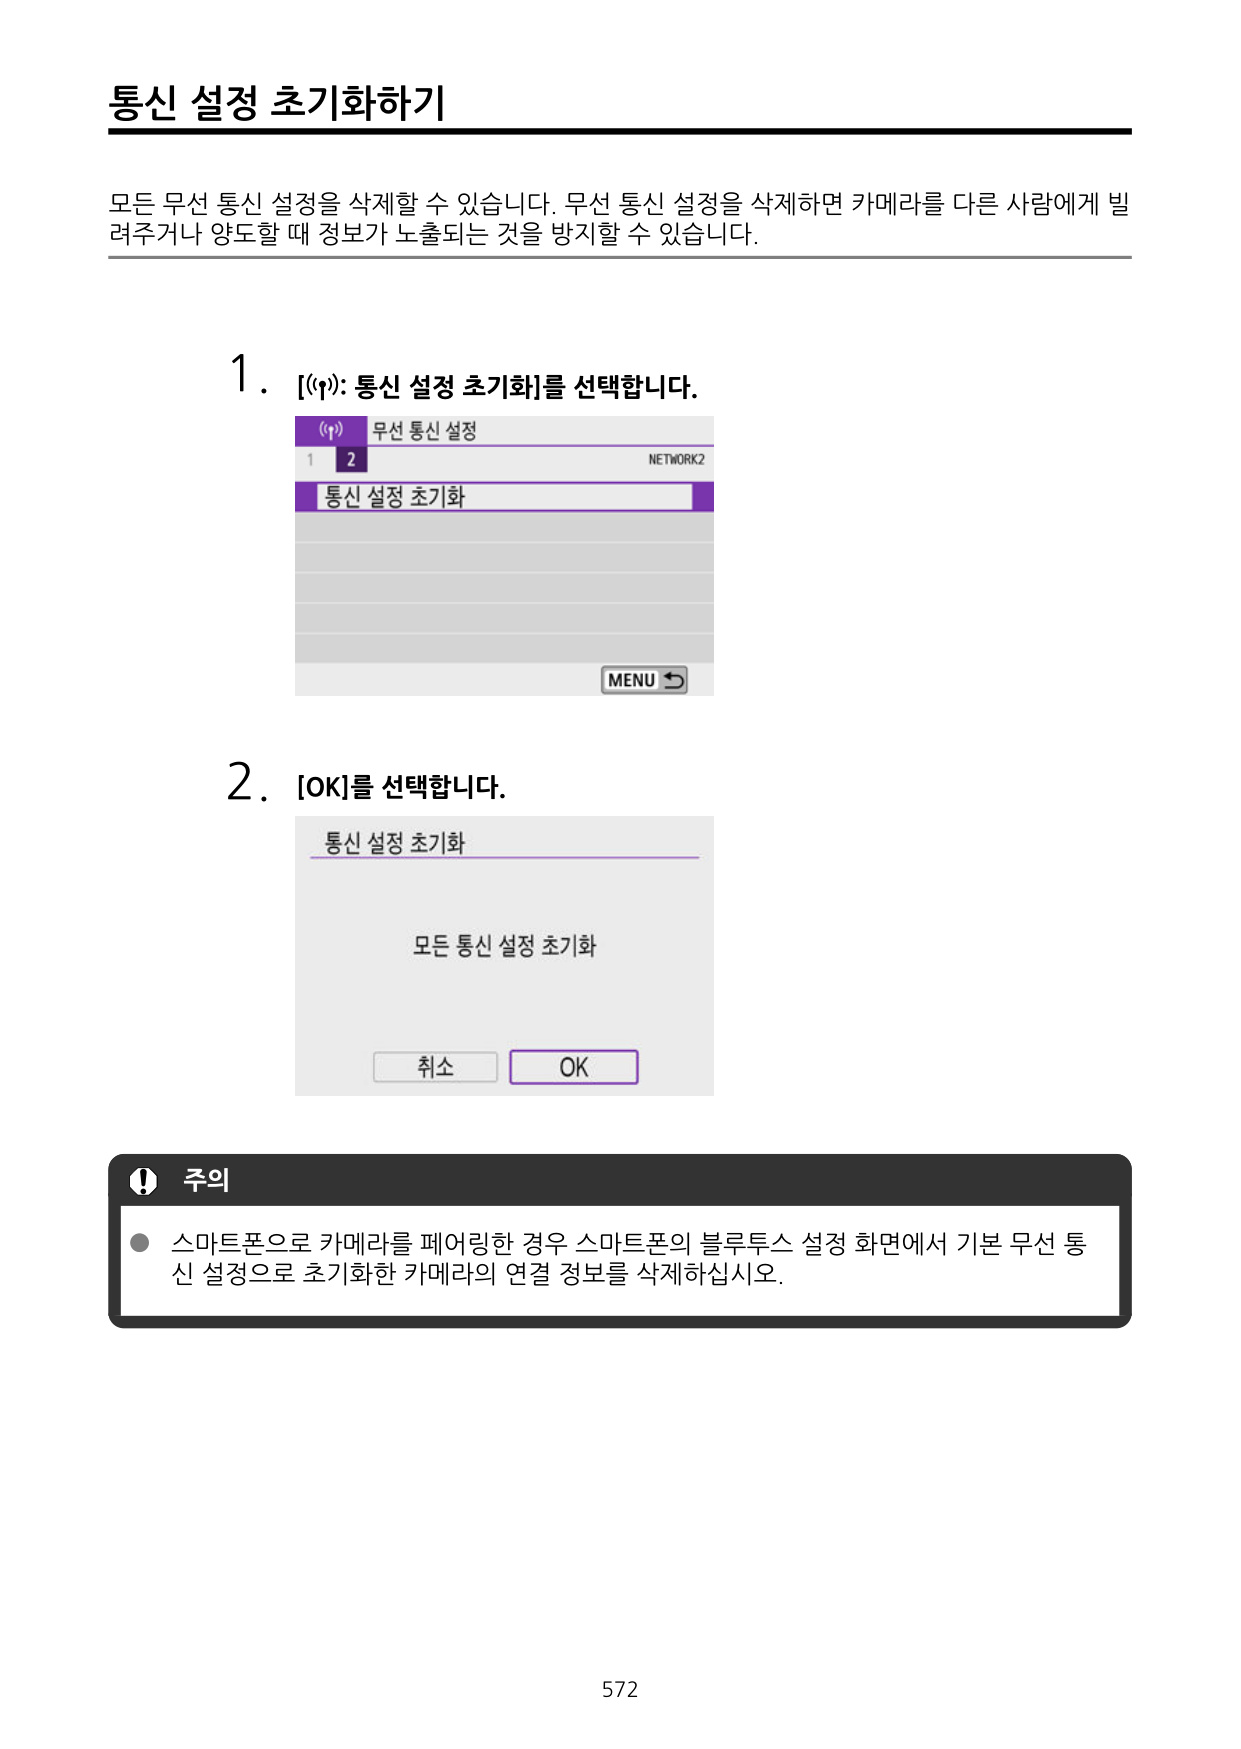 통신 설정 초기화하기
모든 무선 통신 설정을 삭제할 수 있습니다. 무선 통신 설정을 삭제하면 카메라를 다른 사람에게 빌
려주거나 양도할 때 정보가 노출되는 것을 방지할 수 있습니다.
1. [((ᯤ)): 통신 설정 초기화]를 선택합니다.
무선 통신 설정
1 2 NETWORK2
통신 설정 초기화
MENU
2. [OK]를 선택합니다.
통신 설정 초기화
모든 통신 설정 초기화
취소 OK
주의
● 스마트폰으로 카메라를 페어링한 경우 스마트폰의 블루투스 설정 화면에서 기본 무선 통
신 설정으로 초기화한 카메라의 연결 정보를 삭제하십시오.
572